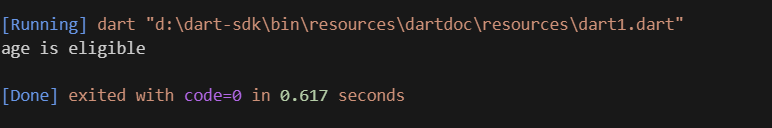 [Running] dart "d:\dart-sdk\bin\resources\dartdoc\resources\dart1.dart"
age is eligible
[Done] exited with code=0 in 0.617 seconds